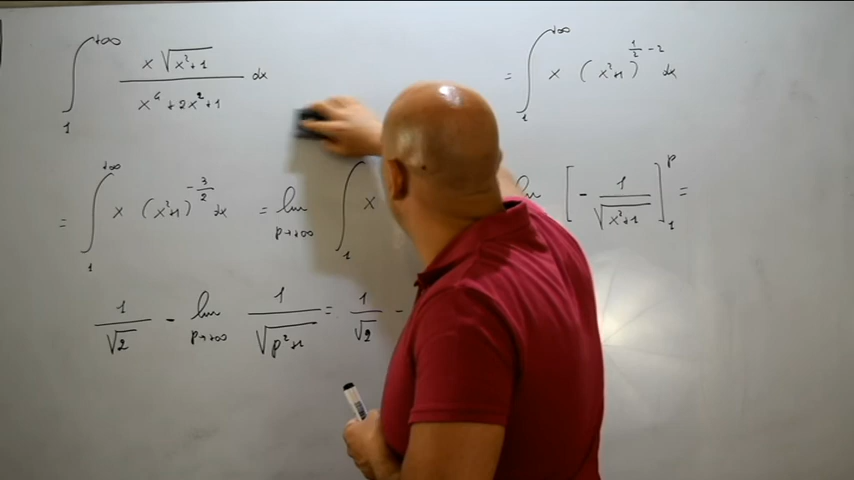 ∫₁^{+∞} x√(x²+1) / (x⁴+2x²+1) dx = ∫₁^{+∞} x (x²+1)^{1/2 - 2} dx
= ∫₁^{+∞} x (x²+1)^{-3/2} dx = lim_{p→+∞} ∫₁ x [ - 1/√(x²+1) ]₁^p =
1/√2 - lim_{p→+∞} 1/√(p²+1) = 1/√2 -